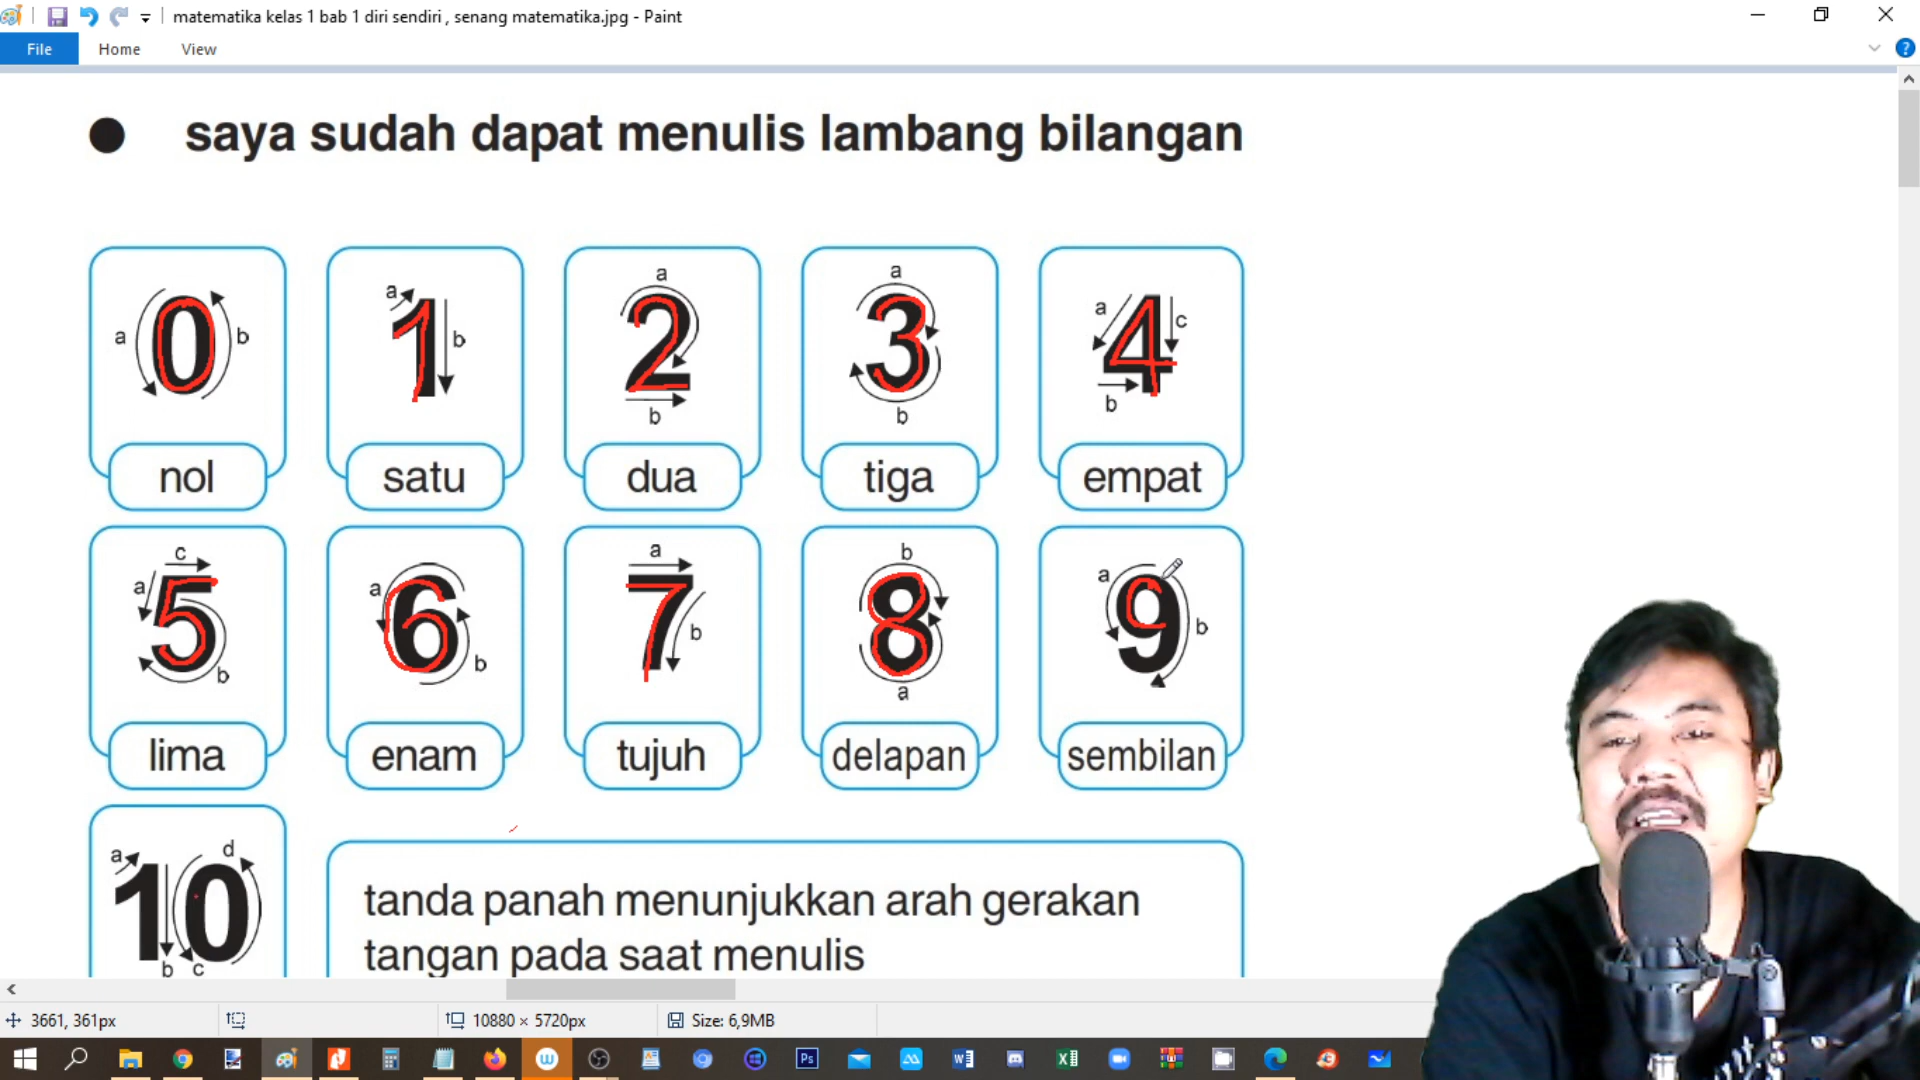 matematika kelas 1 bab 1 diri sendiri , senang matematika.jpg - Paint
File Home View
saya sudah dapat menulis lambang bilangan
a 0 b
a 1 b
a 2 b
a 3 b
a 4 c b
nol satu dua tiga empat
c a 5 b
a 6 b
a 7 b
b 8 a
a 9 b
lima enam tujuh delapan sembilan
a 10 d b c
tanda panah menunjukkan arah gerakan
tangan pada saat menulis
3661, 361px 10880 × 5720px Size: 6,9MB